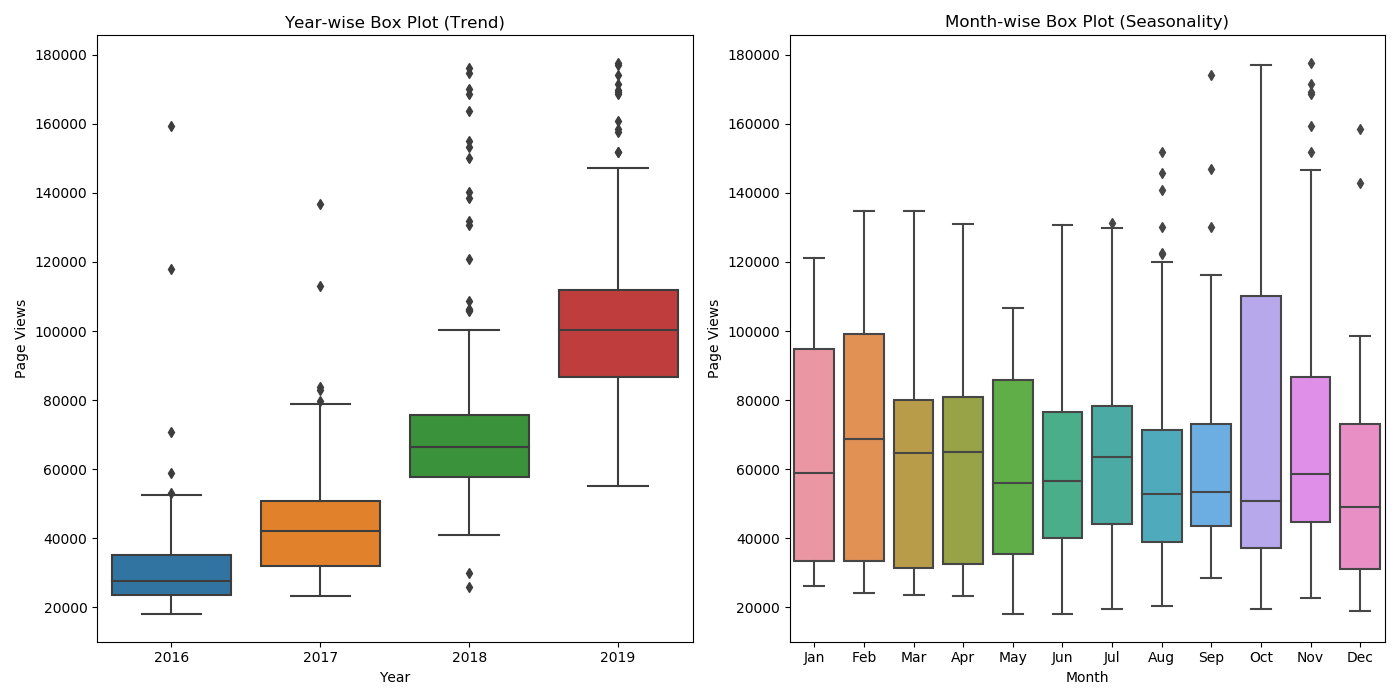 Year-wise Box Plot (Trend)
Page Views
180000
160000
140000
120000
100000
80000
60000
40000
20000
2016 2017 2018 2019
Year
Month-wise Box Plot (Seasonality)
Page Views
180000
160000
140000
120000
100000
80000
60000
40000
20000
Jan Feb Mar Apr May Jun Jul Aug Sep Oct Nov Dec
Month